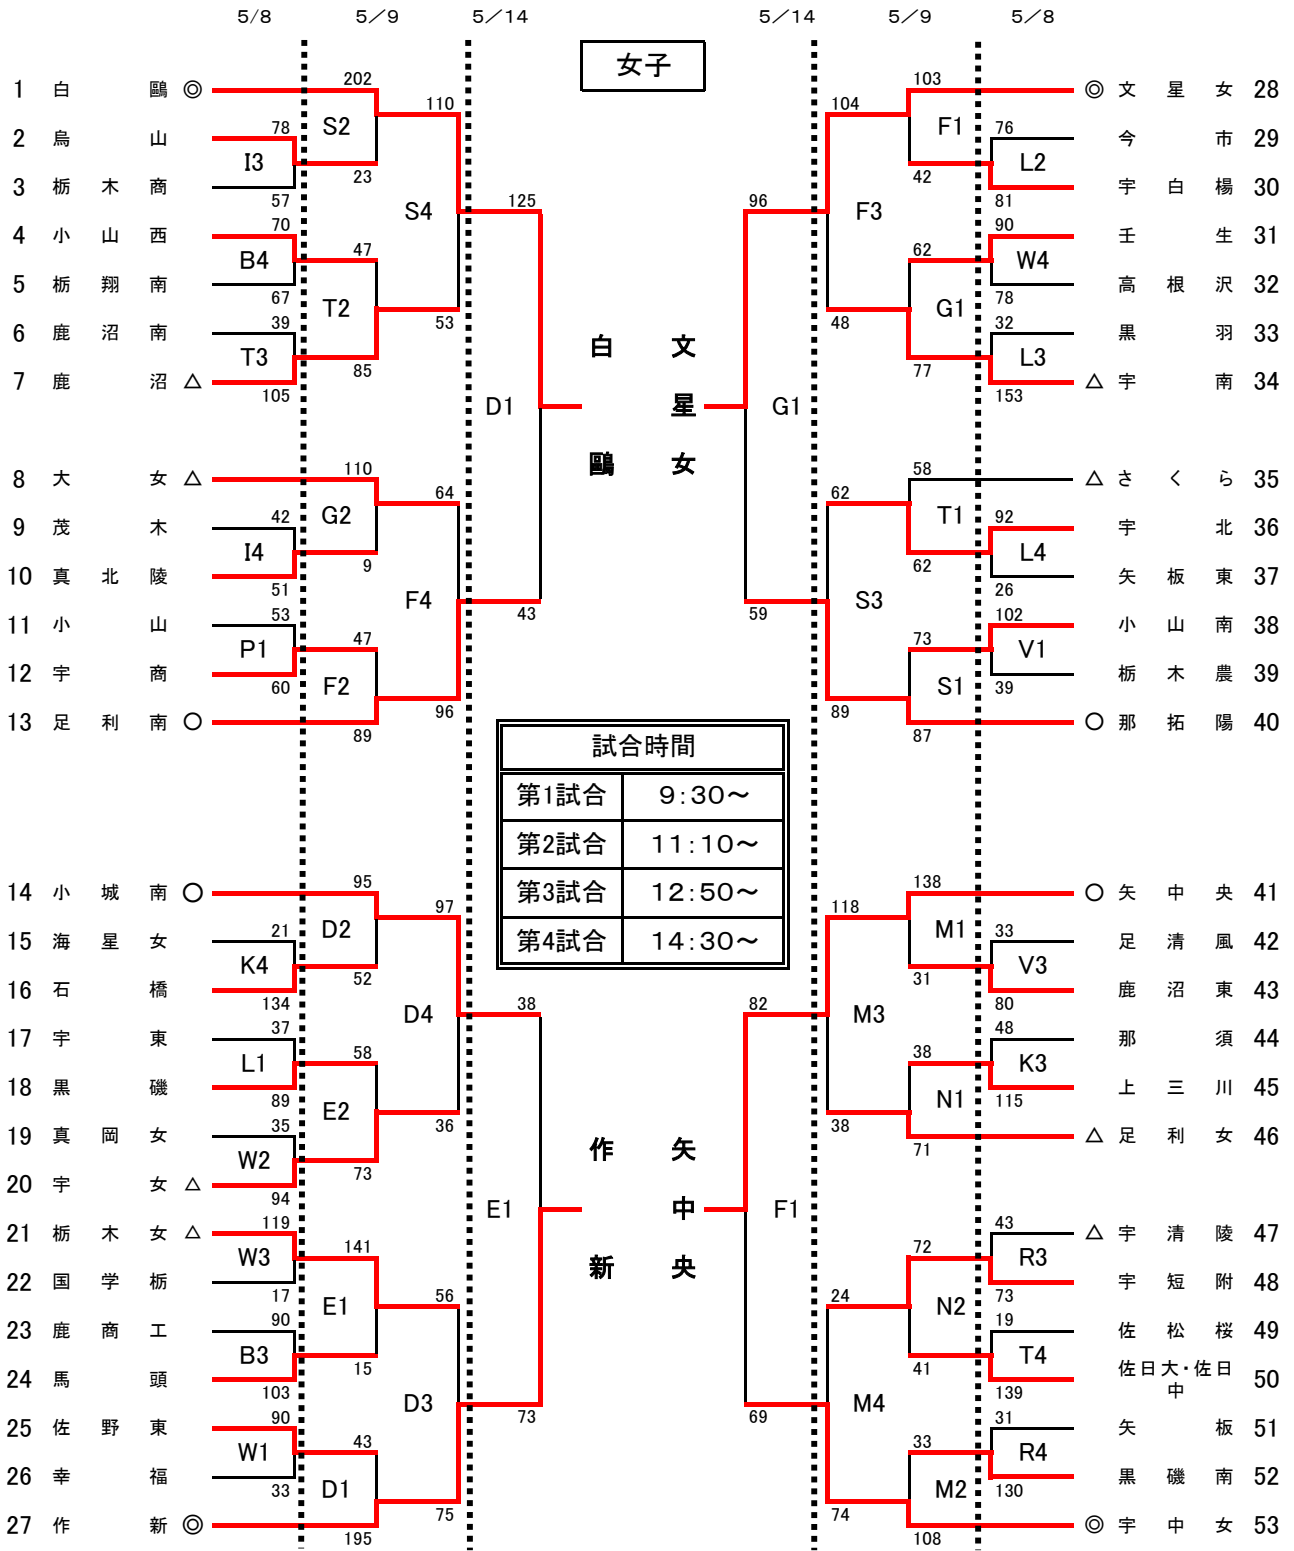 5/8 5／9 5／14 5／14 5／9 5／8
女子
1 白 鷗 ◎ 202 103 ◎ 文 星 女 28
110 104
2 烏 山 78 S2 F1 76 今 市 29
I3 L2
3 栃 木 商 57 23 42 81 宇 白 楊 30
S4 125 96 F3
4 小 山 西 70 47 62 90 壬 生 31
B4 W4
5 栃 翔 南 67 T2 G1 78 高 根 沢 32
6 鹿 沼 南 39 53 48 32 黒 羽 33
T3 85 77 L3
7 鹿 沼 △ 105 153 △ 宇 南 34
D1 G1
白鷗 文星女
8 大 女 △ 110 58 △ さ く ら 35
64 62
9 茂 木 42 G2 T1 92 宇 北 36
I4 9 62 L4
10 真 北 陵 51 26 矢 板 東 37
F4 43 59 S3
11 小 山 53 47 73 102 小 山 南 38
P1 V1
12 宇 商 60 F2 S1 39 栃 木 農 39
96 89
13 足 利 南 ○ 89 87 ○ 那 拓 陽 40
試合時間
第1試合 9:30～
第2試合 11:10～
第3試合 12:50～
第4試合 14:30～
14 小 城 南 ○ 95 138 ○ 矢 中 央 41
97 118
15 海 星 女 21 D2 M1 33 足 清 風 42
K4 V3
16 石 橋 134 52 31 80 鹿 沼 東 43
D4 38 82 M3
17 宇 東 37 58 38 48 那 須 44
L1 K3
18 黒 磯 89 E2 N1 115 上 三 川 45
19 真 岡 女 35 36 38 71 △ 足 利 女 46
W2 73
20 宇 女 △ 94
E1 F1
作新 矢中央
21 栃 木 女 △ 119 141 72 43 △ 宇 清 陵 47
W3 R3
22 国 学 栃 17 56 24 73 宇 短 附 48
23 鹿 商 工 90 E1 N2 19 佐 松 桜 49
B3 15 41 T4
24 馬 頭 103 139 佐日大・佐日中 50
D3 73 69 M4
25 佐 野 東 90 43 33 31 矢 板 51
W1 R4
26 幸 福 33 D1 M2 130 黒 磯 南 52
75 74
27 作 新 ◎ 195 108 ◎ 宇 中 女 53